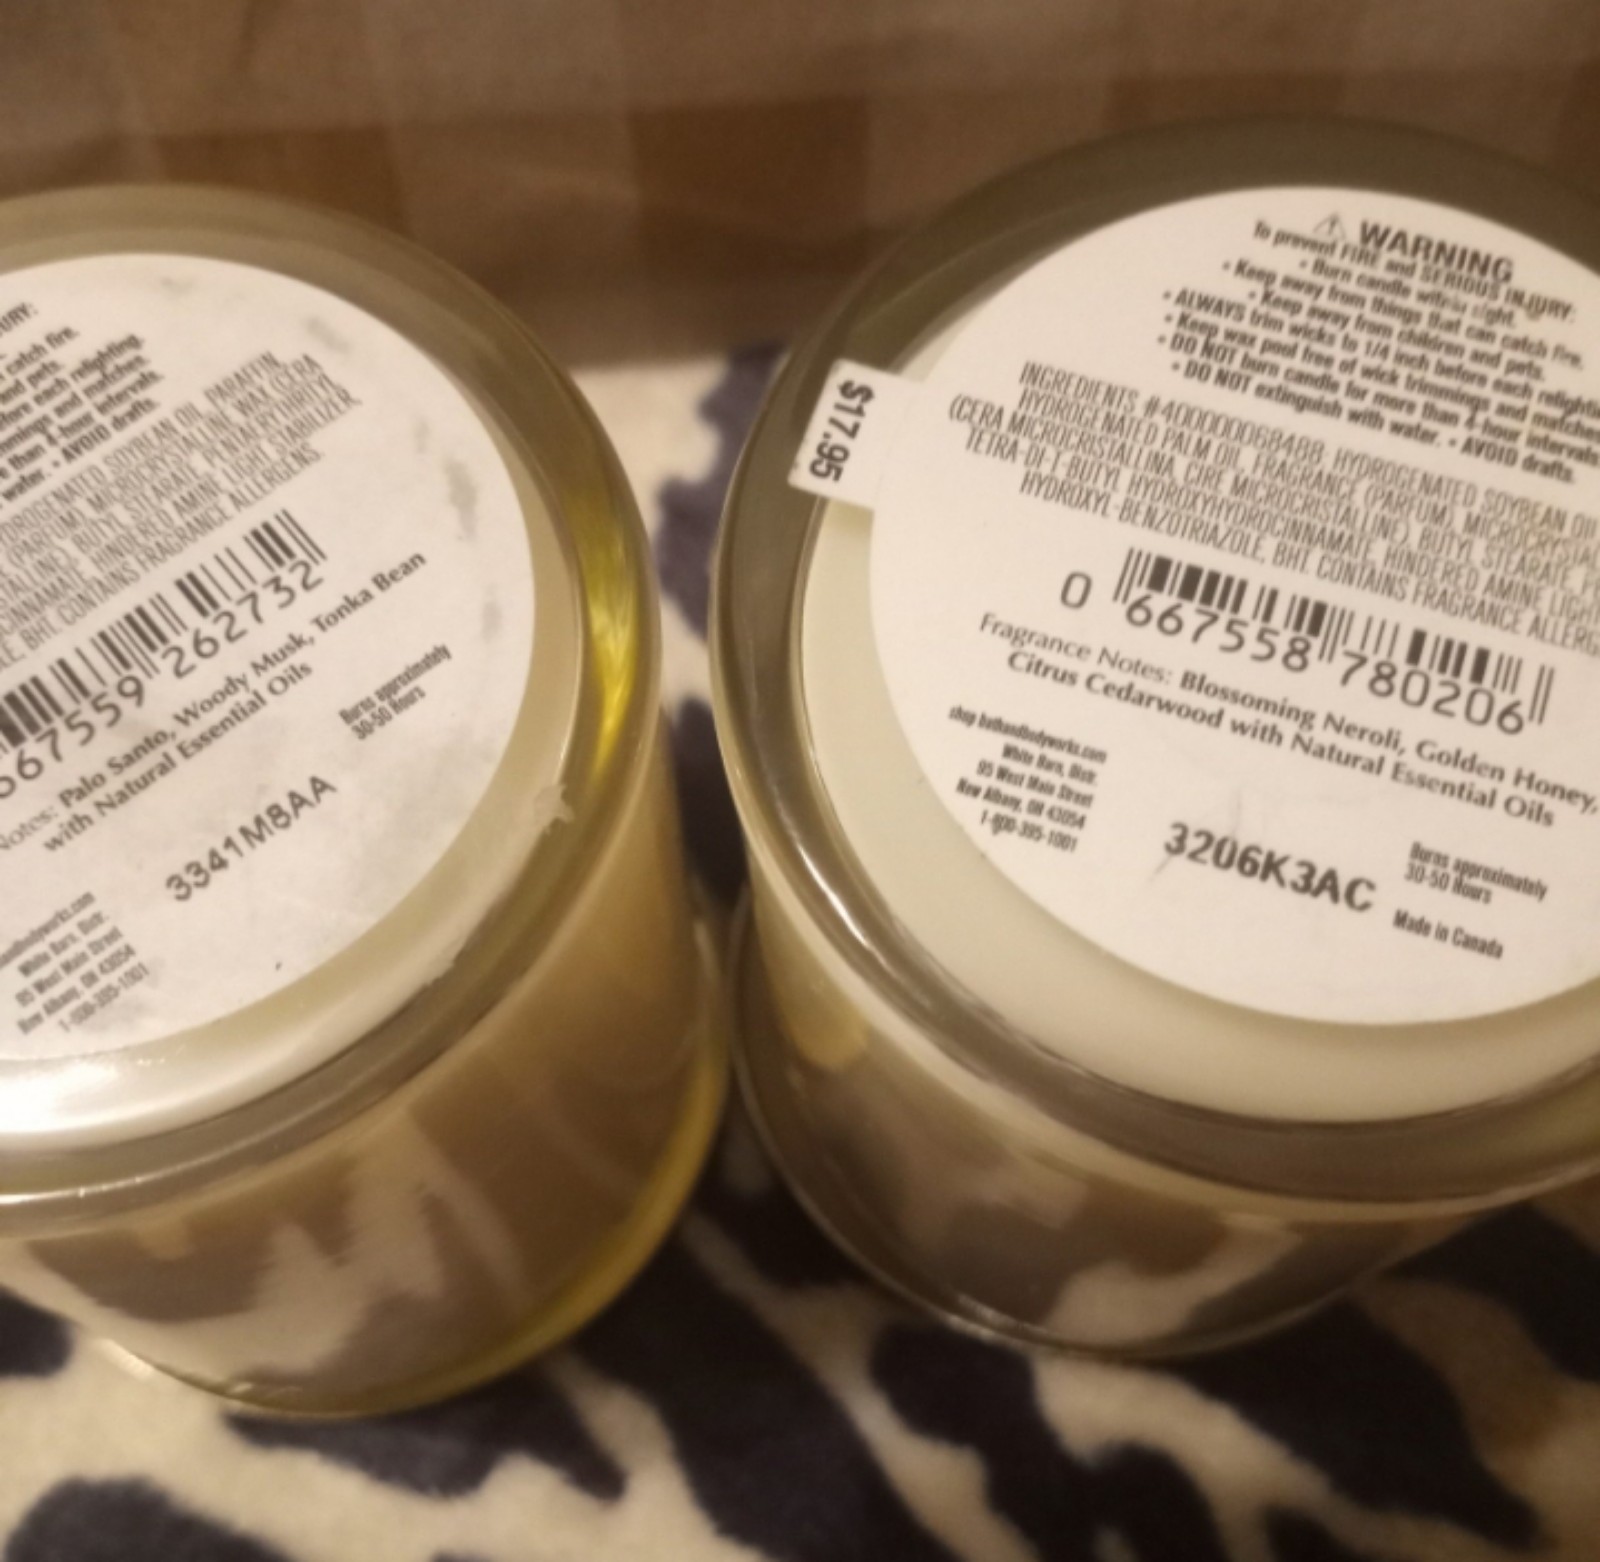 URY:
catch fire.
and pets.
before each relighting.
mmings and matches.
than 4-hour intervals.
water. • AVOID drafts.
HYDROGENATED SOYBEAN OIL, PARAFFIN,
(PARFUM), MICROCRYSTALLINE WAX (CERA
BUTYL STEARATE, PENTAERYTHRITYL
HINDERED AMINE LIGHT STABILIZER,
BHT. CONTAINS FRAGRANCE ALLERGENS.
667559 262732
Notes: Palo Santo, Woody Musk, Tonka Bean
with Natural Essential Oils
Burns approximately
30-50 Hours
3341M8AA
White Barn, Distr.
95 West Main Street
New Albany, OH 43054
1-800-395-1001
$17.95
⚠ WARNING
To prevent FIRE and SERIOUS INJURY:
• Burn candle within sight.
• Keep away from things that can catch fire.
• Keep away from children and pets.
• ALWAYS trim wicks to 1/4 inch before each relighti
• Keep wax pool free of wick trimmings and matches
• DO NOT burn candle for more than 4-hour intervals
• DO NOT extinguish with water. • AVOID drafts.
INGREDIENTS HYDROGENATED SOYBEAN OIL
HYDROGENATED PALM OIL, FRAGRANCE (PARFUM), MICROCRYSTAL
(CERA MICROCRISTALLINA, CIRE MICROCRISTALLINE), BUTYL STEARATE, PE
TETRA-DI-T-BUTYL HYDROXYHYDROCINNAMATE, HINDERED AMINE LIGH
HYDROXYL-BENZOTRIAZOLE, BHT. CONTAINS FRAGRANCE ALLERG
0 667558 780206
Fragrance Notes: Blossoming Neroli, Golden Honey,
Citrus Cedarwood with Natural Essential Oils
shop bathandbodyworks.com
White Barn, Distr.
95 West Main Street
New Albany, OH 43054
1-800-395-1001
3206K3AC
Burns approximately
30-50 Hours
Made in Canada